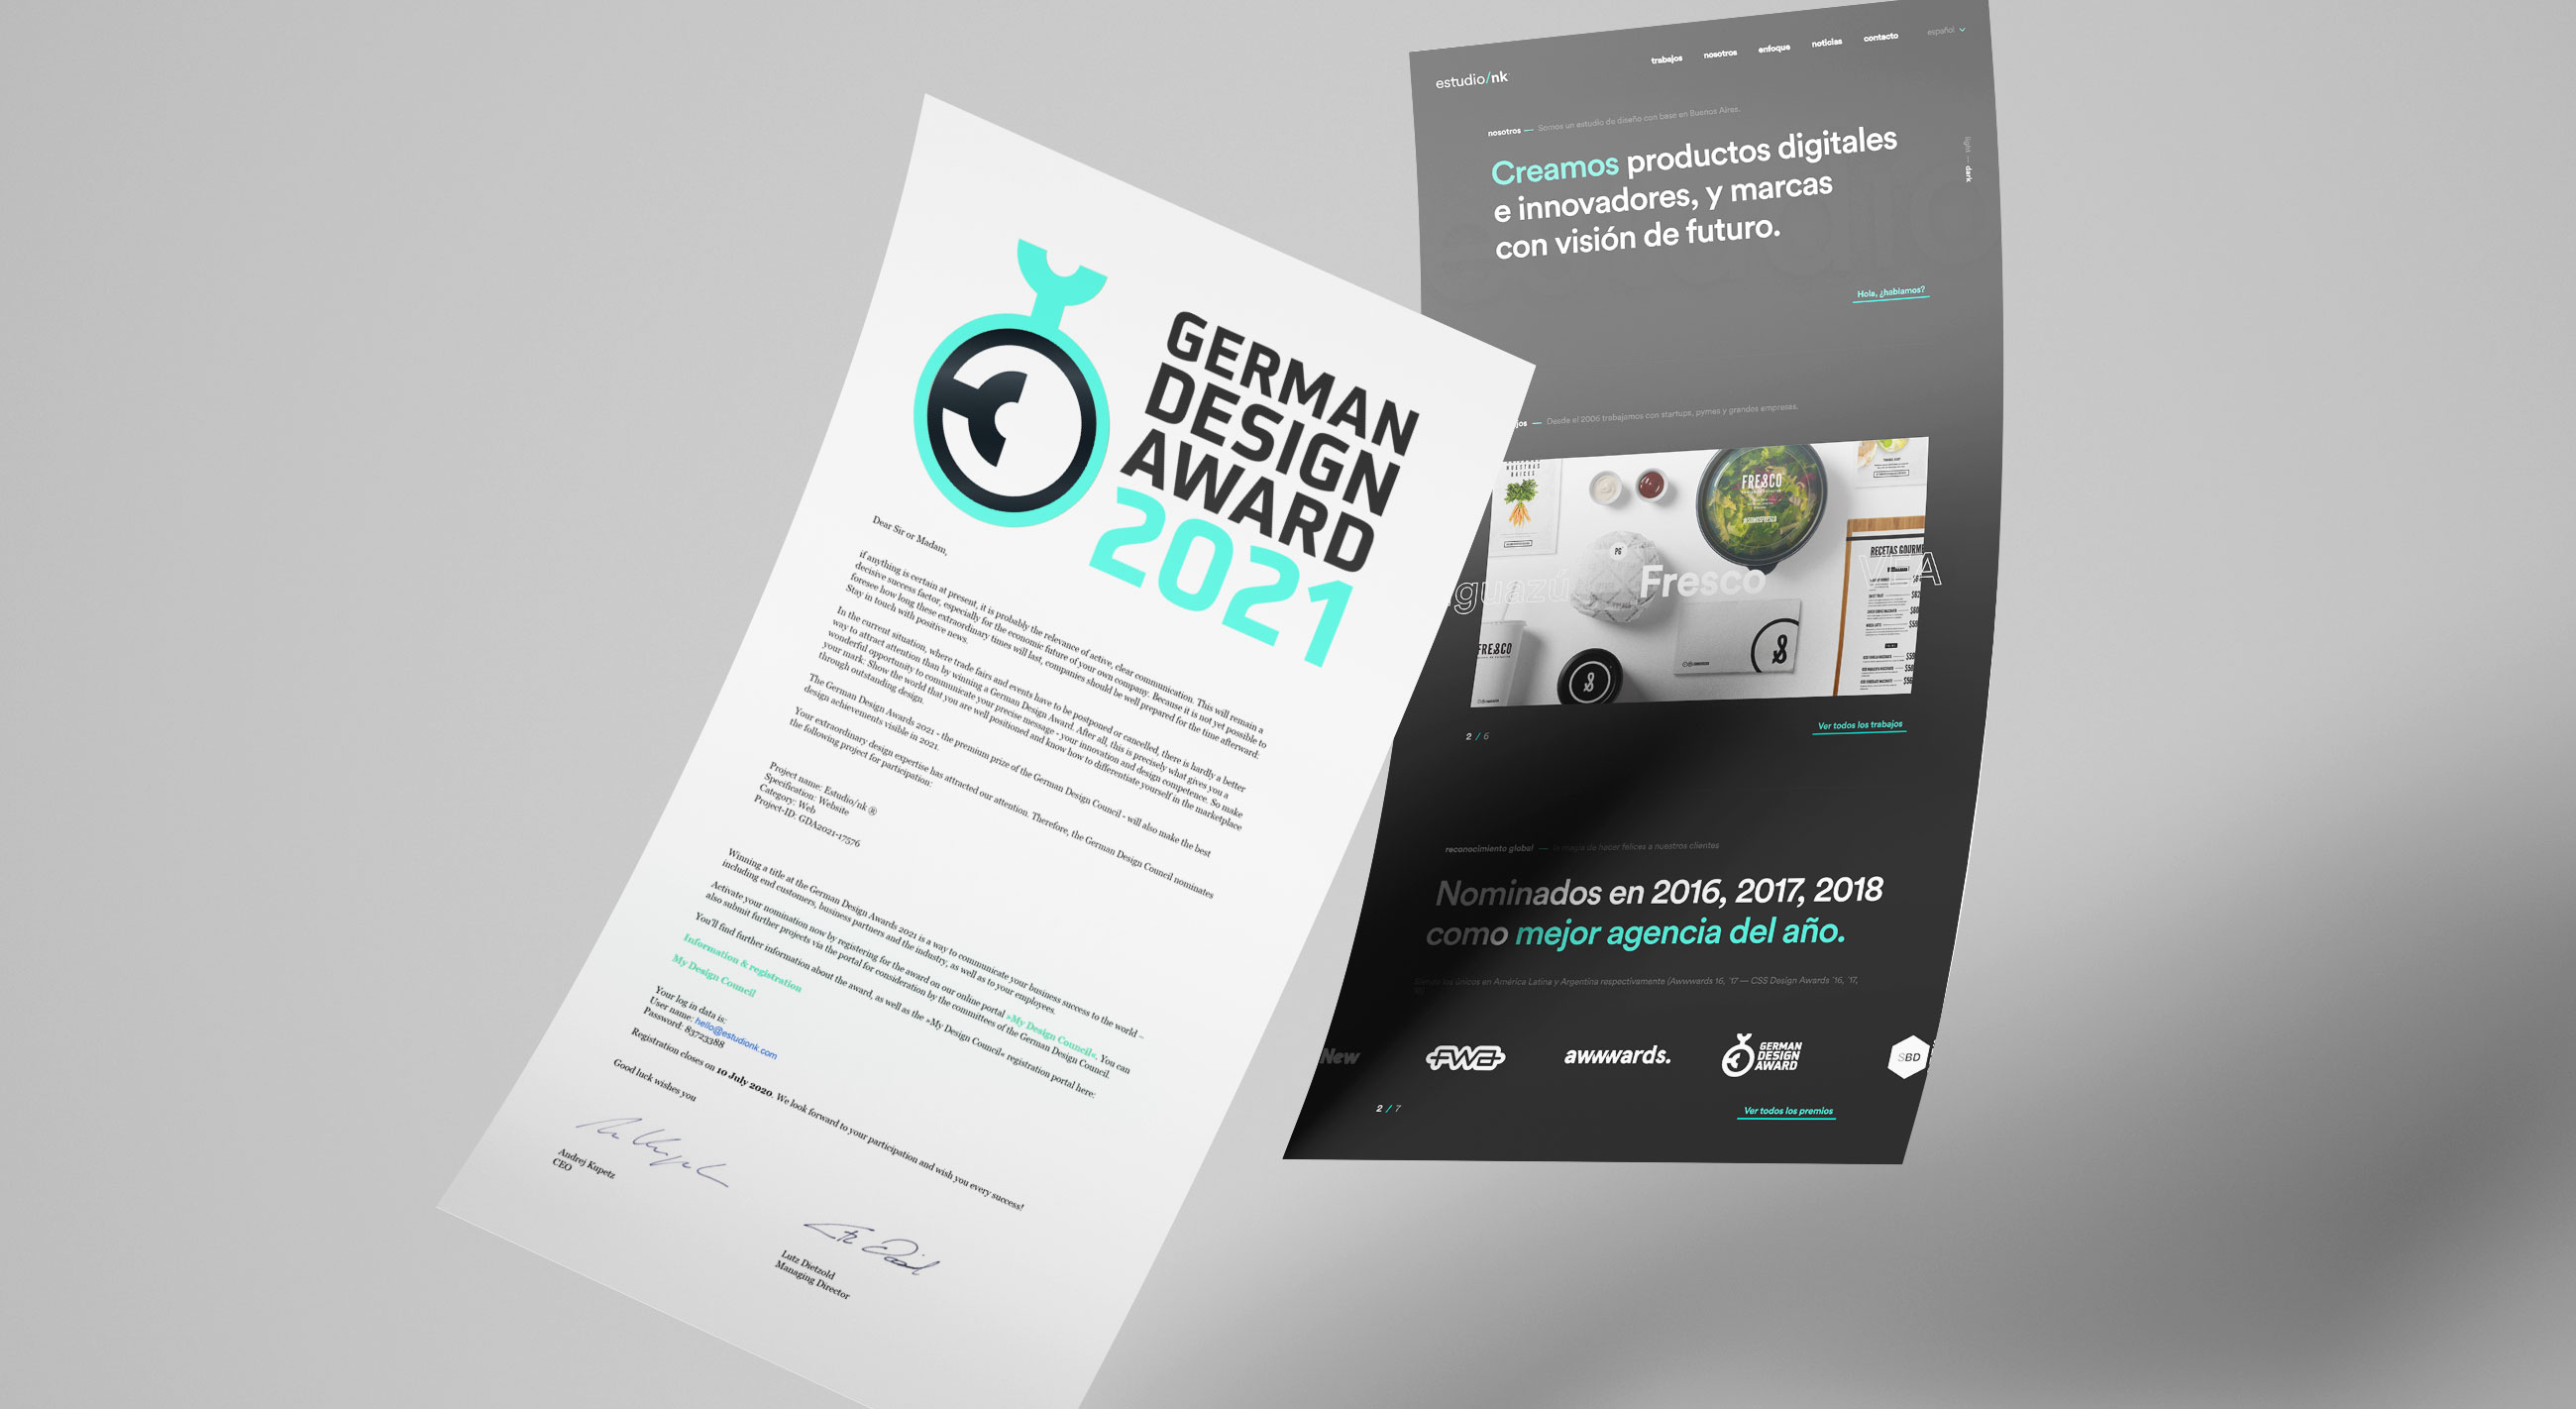 GERMAN
DESIGN
AWARD
2021
Dear Sir or Madam,
if anything is certain at present, it is probably the relevance of active, clear communication. This will remain a
decisive success factor, especially for the economic future of your own company. Because it is not yet possible to
foresee how long these extraordinary times will last, companies should be well prepared for the time afterward:
Stay in touch with positive news.
In the current situation, where trade fairs and events have to be postponed or cancelled, there is hardly a better
way to attract attention than by winning a German Design Award. After all, this is precisely what gives you a
wonderful opportunity to communicate your precise message - your innovation and design competence. So make
your mark: Show the world that you are well positioned and know how to differentiate yourself in the marketplace
through outstanding design.
The German Design Awards 2021 - the premium prize of the German Design Council - will also make the best
design achievements visible in 2021.
Your extraordinary design expertise has attracted our attention. Therefore, the German Design Council nominates
the following project for participation:
Project name: Estudio/nk ®
Specification: Website
Category: Web
Project-ID: GDA2021-17576
Winning a title at the German Design Awards 2021 is a way to communicate your business success to the world –
including end customers, business partners and the industry, as well as to your employees.
Activate your nomination now by registering for the award on our online portal »My Design Council«. You can
also submit further projects via the portal for consideration by the committees of the German Design Council.
You'll find further information about the award, as well as the »My Design Council« registration portal here:
Information & registration
My Design Council
Your log in data is:
User name: hello@estudionk.com
Password: 83723388
Registration closes on 10 July 2020. We look forward to your participation and wish you every success!
Good luck wishes you
Andrej Kupetz
CEO
Lutz Dietzold
Managing Director
estudio/nk
trabajos nosotros enfoque noticias contacto español
nosotros — Somos un estudio de diseño con base en Buenos Aires.
light — dark
Creamos productos digitales
e innovadores, y marcas
con visión de futuro.
Hola, ¿hablamos?
jos — Desde el 2006 trabajamos con startups, pymes y grandes empresas.
NUESTRAS
RAICES
FRESCO
PG
RECETAS GOURM
guazú Fresco
FRESCO
2 / 6
Ver todos los trabajos
reconocimiento global — la magia de hacer felices a nuestros clientes
Nominados en 2016, 2017, 2018
como mejor agencia del año.
únicos en América Latina y Argentina respectivamente (Awwwards 16, '17 — CSS Design Awards '16, '17,
New FWA awwwards. GERMAN DESIGN AWARD SBD
2 / 7
Ver todos los premios